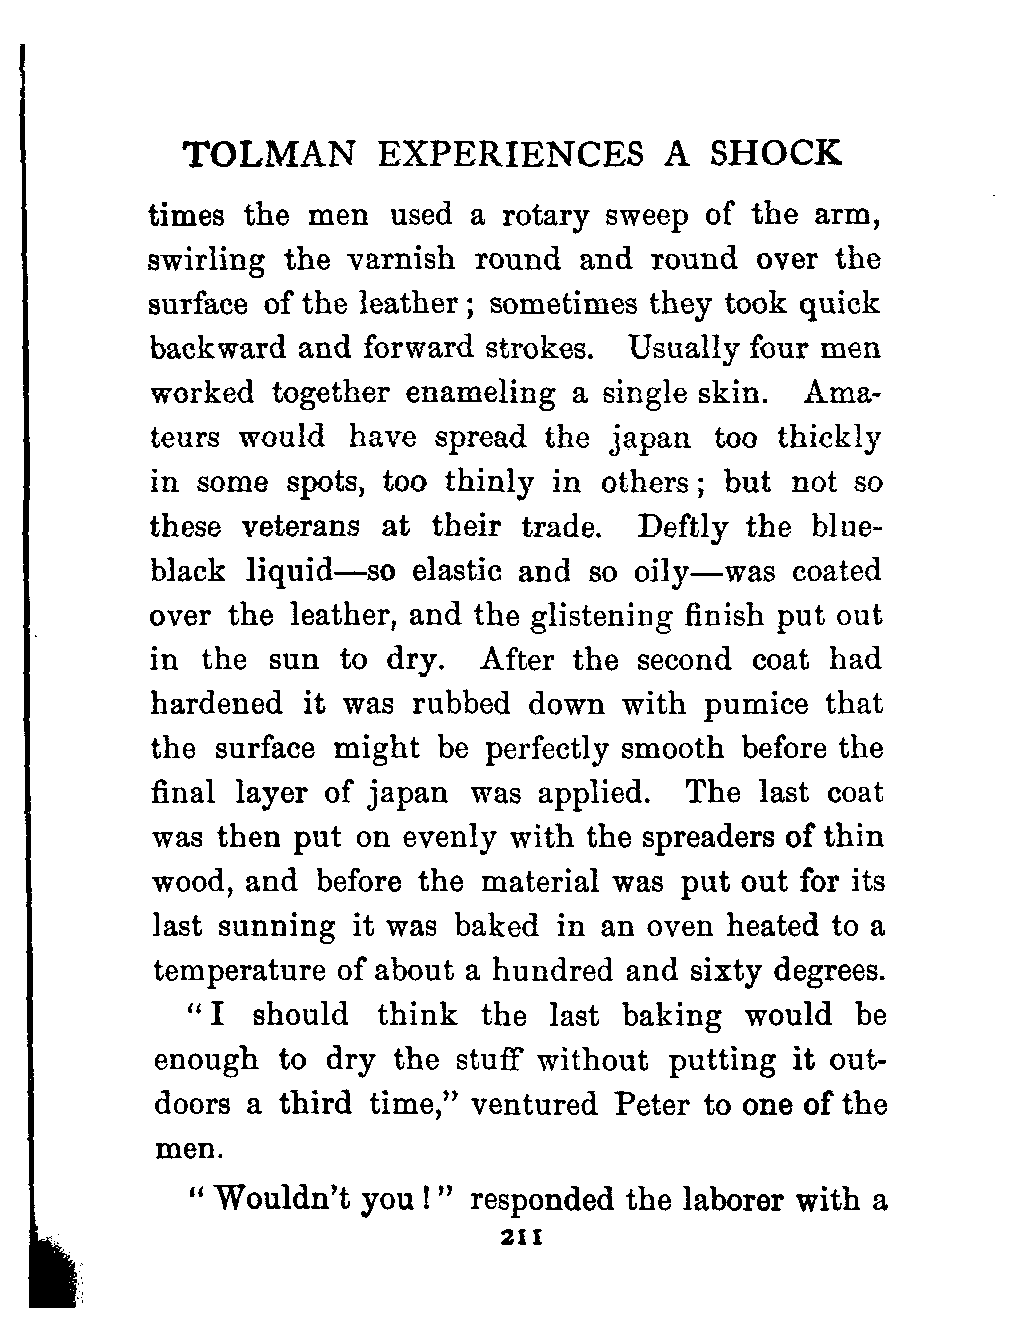 TOLMAN EXPERIENCES A SHOCK
times the men used a rotary sweep of the arm,
swirling the varnish round and round over the
surface of the leather; sometimes they took quick
backward and forward strokes. Usually four men
worked together enameling a single skin. Ama-
teurs would have spread the japan too thickly
in some spots, too thinly in others; but not so
these veterans at their trade. Deftly the blue-
black liquid—so elastic and so oily—was coated
over the leather, and the glistening finish put out
in the sun to dry. After the second coat had
hardened it was rubbed down with pumice that
the surface might be perfectly smooth before the
final layer of japan was applied. The last coat
was then put on evenly with the spreaders of thin
wood, and before the material was put out for its
last sunning it was baked in an oven heated to a
temperature of about a hundred and sixty degrees.
"I should think the last baking would be
enough to dry the stuff without putting it out-
doors a third time," ventured Peter to one of the
men.
"Wouldn't you!" responded the laborer with a
211